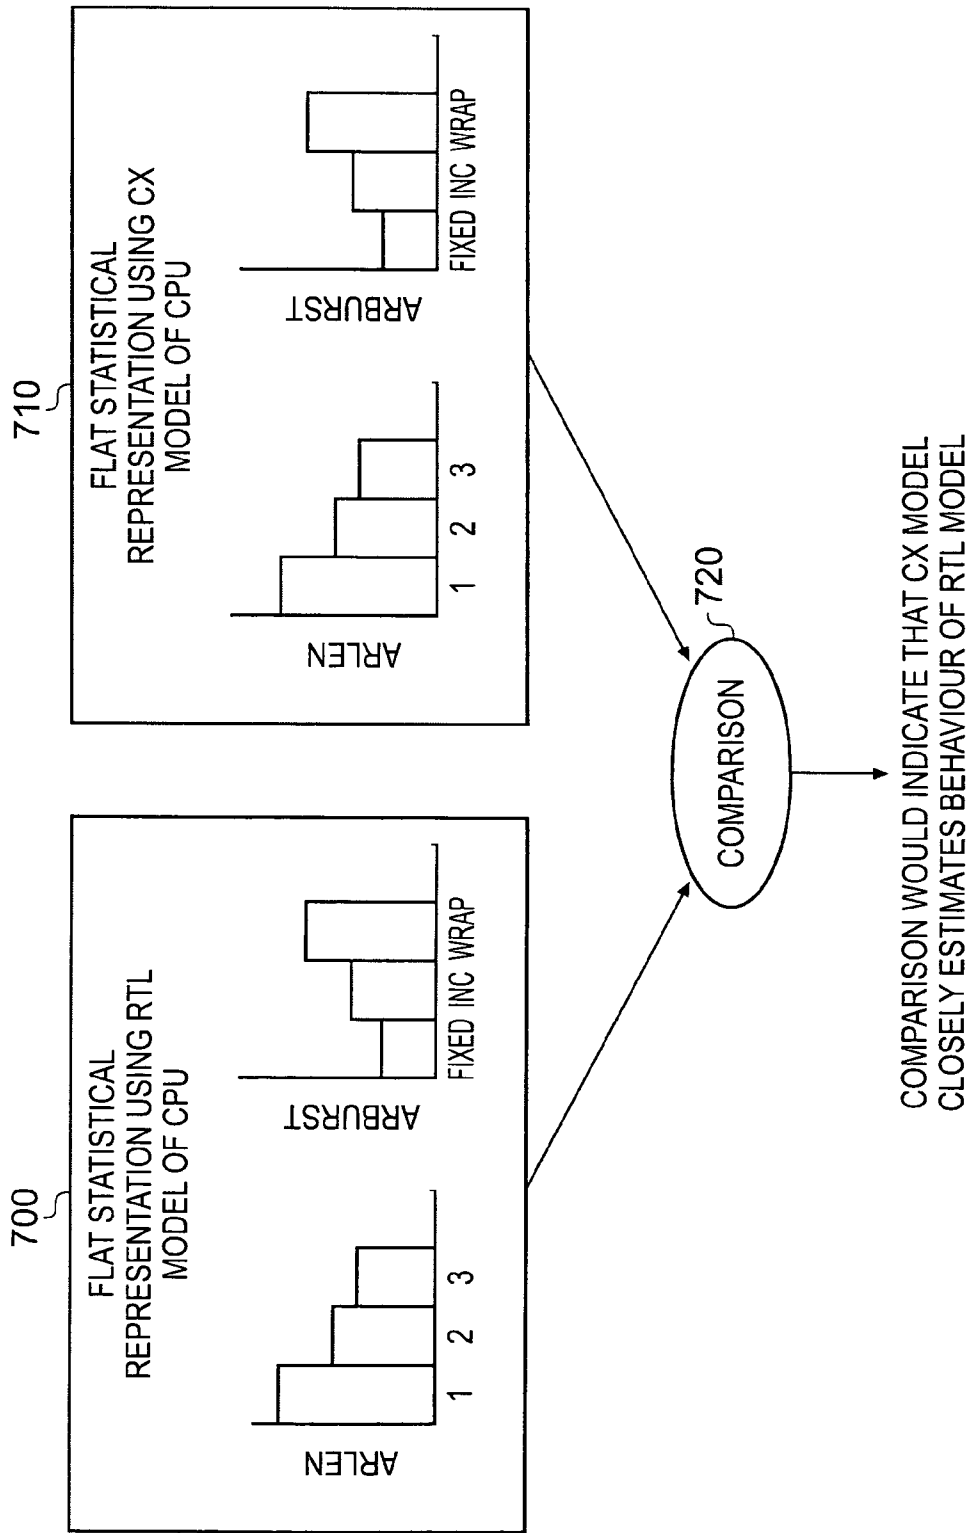 700
FLAT STATISTICAL
REPRESENTATION USING RTL
MODEL OF CPU
ARLEN
1 2 3
ARBURST
FIXED INC WRAP
710
FLAT STATISTICAL
REPRESENTATION USING CX
MODEL OF CPU
ARLEN
1 2 3
ARBURST
FIXED INC WRAP
720
COMPARISON
COMPARISON WOULD INDICATE THAT CX MODEL
CLOSELY ESTIMATES BEHAVIOUR OF RTL MODEL